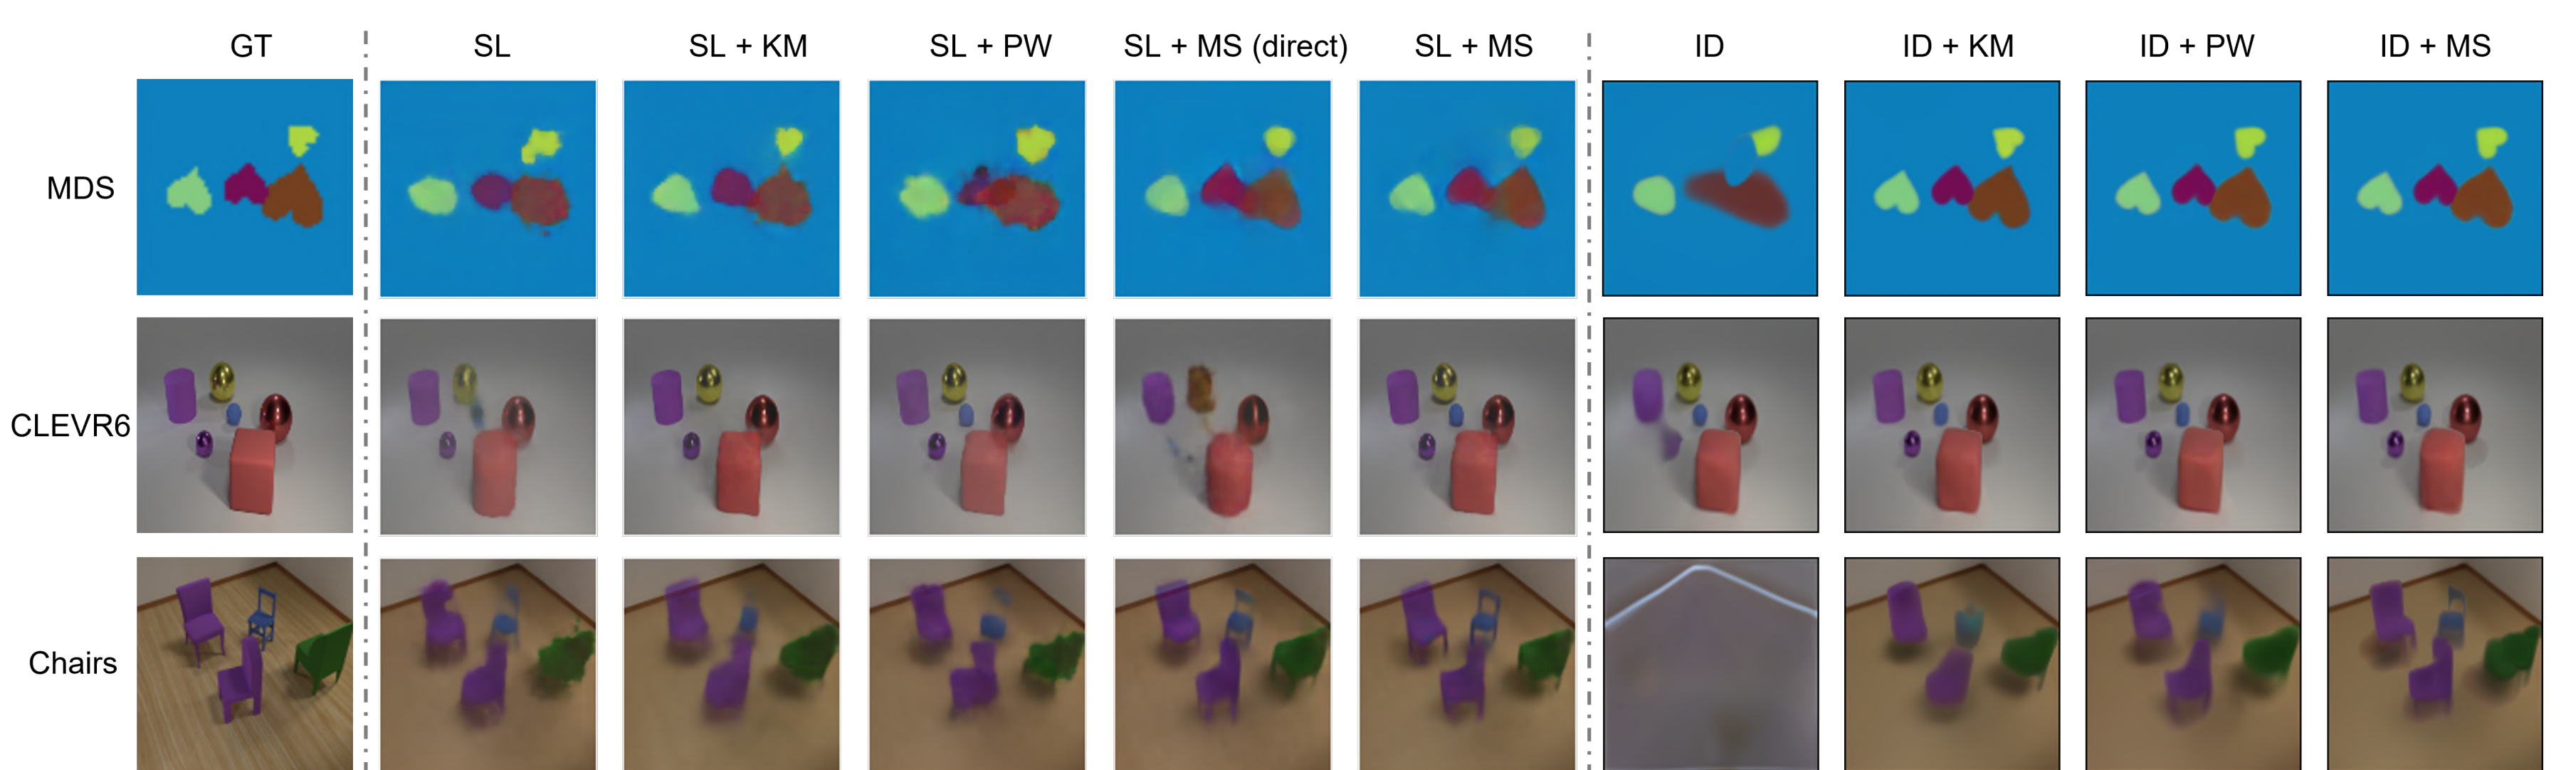 GT SL SL + KM SL + PW SL + MS (direct) SL + MS ID ID + KM ID + PW ID + MS
MDS
CLEVR6
Chairs